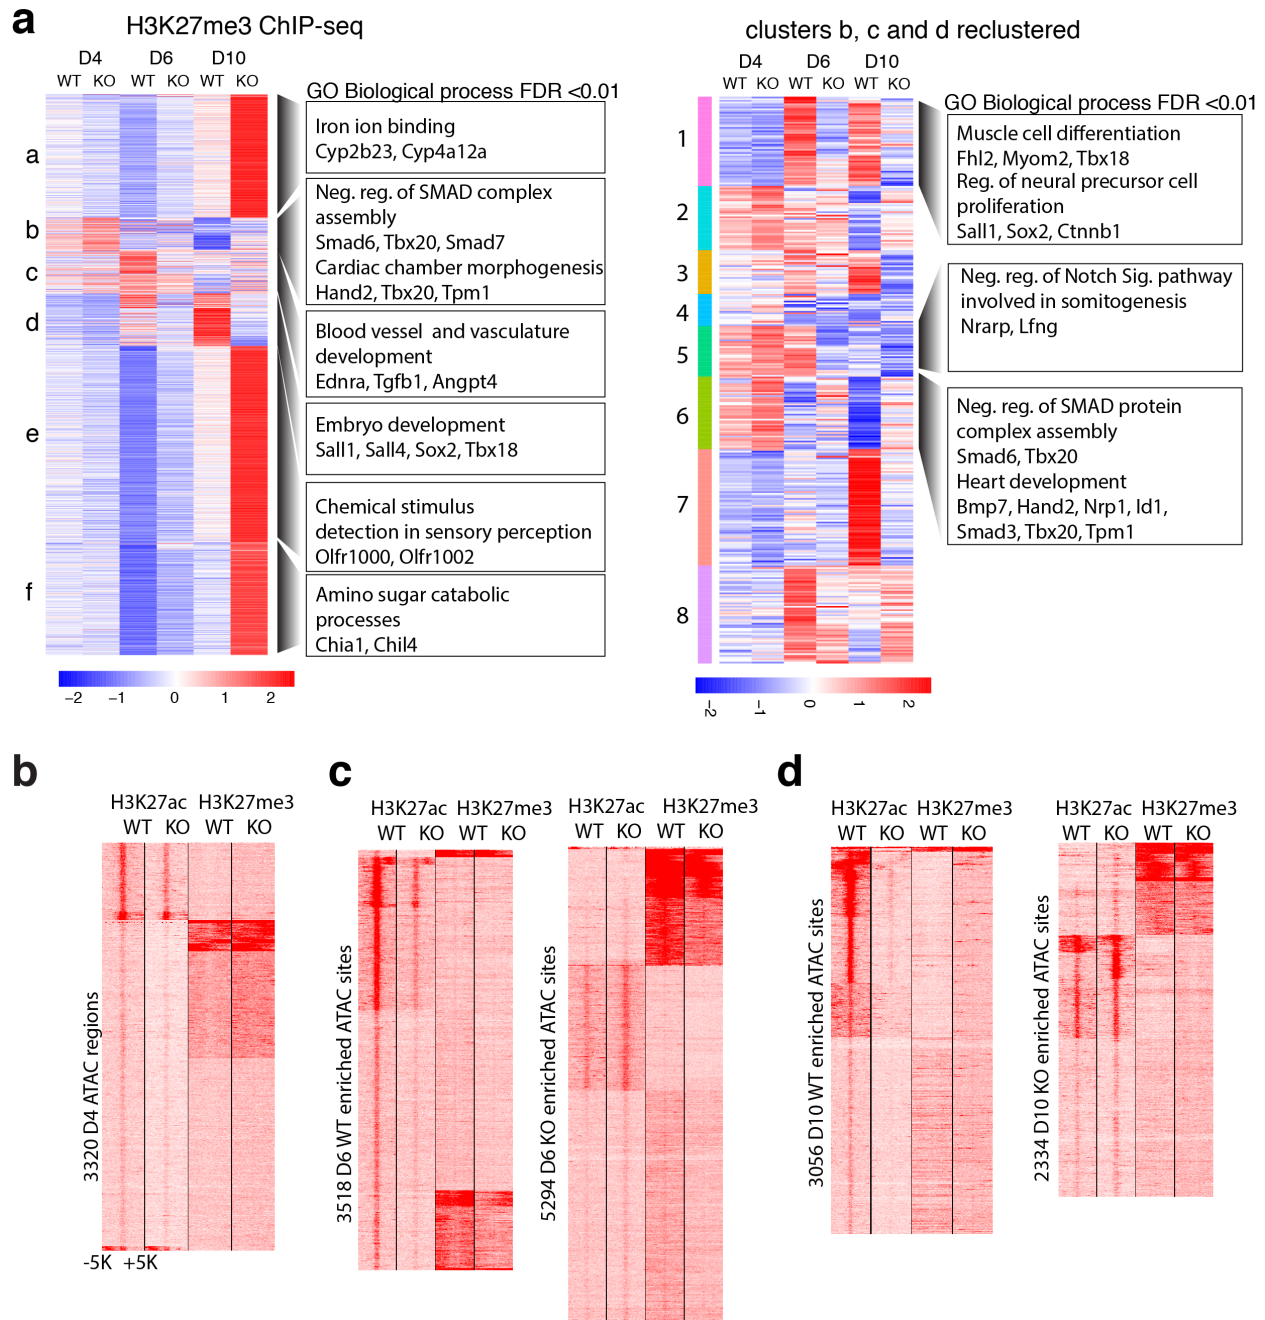 a
H3K27me3 ChIP-seq
D4 D6 D10
WT KO WT KO WT KO
GO Biological process FDR <0.01
a
b
c
d
e
f
Iron ion binding
Cyp2b23, Cyp4a12a
Neg. reg. of SMAD complex
assembly
Smad6, Tbx20, Smad7
Cardiac chamber morphogenesis
Hand2, Tbx20, Tpm1
Blood vessel and vasculature
development
Ednra, Tgfb1, Angpt4
Embryo development
Sall1, Sall4, Sox2, Tbx18
Chemical stimulus
detection in sensory perception
Olfr1000, Olfr1002
Amino sugar catabolic
processes
Chia1, Chil4
−2 −1 0 1 2
clusters b, c and d reclustered
D4 D6 D10
WT KO WT KO WT KO
GO Biological process FDR <0.01
1
2
3
4
5
6
7
8
Muscle cell differentiation
Fhl2, Myom2, Tbx18
Reg. of neural precursor cell
proliferation
Sall1, Sox2, Ctnnb1
Neg. reg. of Notch Sig. pathway
involved in somitogenesis
Nrarp, Lfng
Neg. reg. of SMAD protein
complex assembly
Smad6, Tbx20
Heart development
Bmp7, Hand2, Nrp1, Id1,
Smad3, Tbx20, Tpm1
−2 −1 0 1 2
b
H3K27ac H3K27me3
WT KO WT KO
3320 D4 ATAC regions
-5K +5K
c
H3K27ac H3K27me3
WT KO WT KO
3518 D6 WT enriched ATAC sites
H3K27ac H3K27me3
WT KO WT KO
5294 D6 KO enriched ATAC sites
d
H3K27ac H3K27me3
WT KO WT KO
3056 D10 WT enriched ATAC sites
H3K27ac H3K27me3
WT KO WT KO
2334 D10 KO enriched ATAC sites